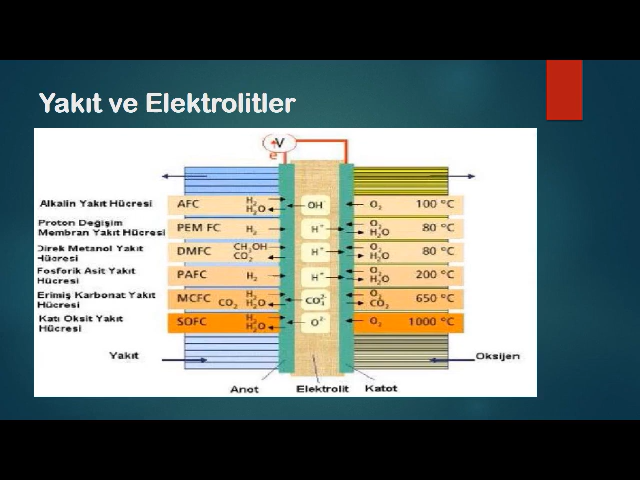 Yakıt ve Elektrolitler
V
e
Alkalin Yakıt Hücresi AFC H2 H2O OH- O2 100 °C
Proton Değişim
Membran Yakıt Hücresi PEM FC H2 H+ O2 H2O 80 °C
Direk Metanol Yakıt
Hücresi DMFC CH3OH CO2 H+ O2 H2O 80 °C
Fosforik Asit Yakıt
Hücresi PAFC H2 H+ O2 H2O 200 °C
Erimiş Karbonat Yakıt
Hücresi MCFC CO2 H2 H2O CO3 2- O2 CO2 650 °C
Katı Oksit Yakıt
Hücresi SOFC H2 H2O O2- O2 1000 °C
Yakıt Oksijen
Anot Elektrolit Katot